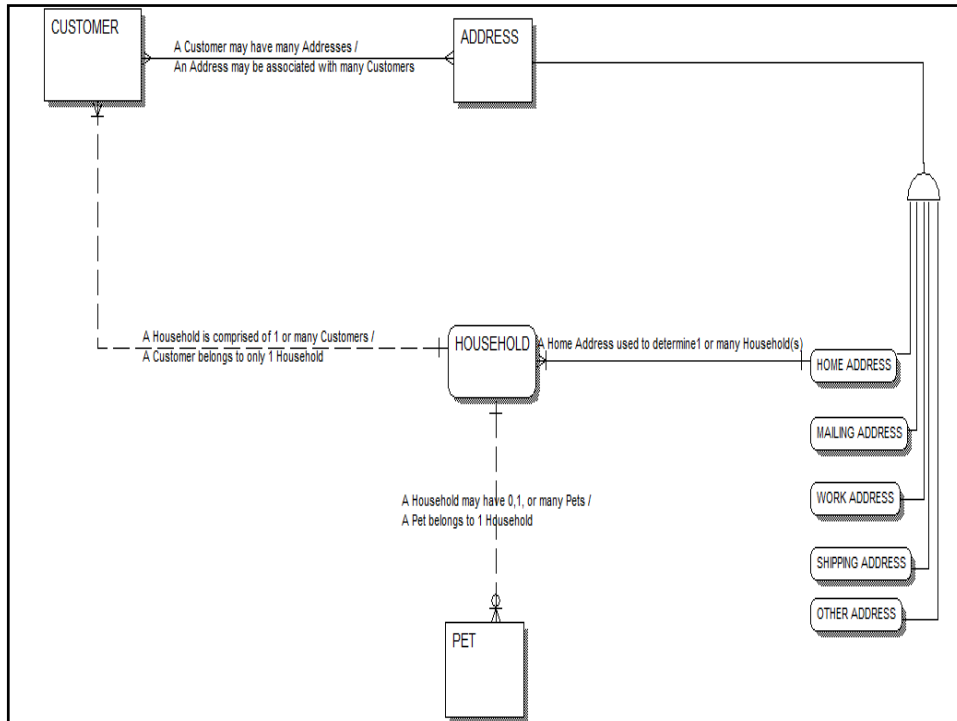 CUSTOMER
A Customer may have many Addresses /
An Address may be associated with many Customers
ADDRESS
A Household is comprised of 1 or many Customers /
A Customer belongs to only 1 Household
HOUSEHOLD
A Home Address used to determine1 or many Household(s)
HOME ADDRESS
MAILING ADDRESS
WORK ADDRESS
SHIPPING ADDRESS
OTHER ADDRESS
A Household may have 0,1, or many Pets /
A Pet belongs to 1 Household
PET